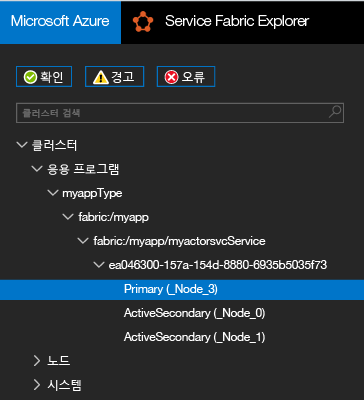 Microsoft Azure Service Fabric Explorer
확인 경고 오류
클러스터 검색
클러스터
응용 프로그램
myappType
fabric:/myapp
fabric:/myapp/myactorsvcService
ea046300-157a-154d-8880-6935b5035f73
Primary (_Node_3)
ActiveSecondary (_Node_0)
ActiveSecondary (_Node_1)
노드
시스템